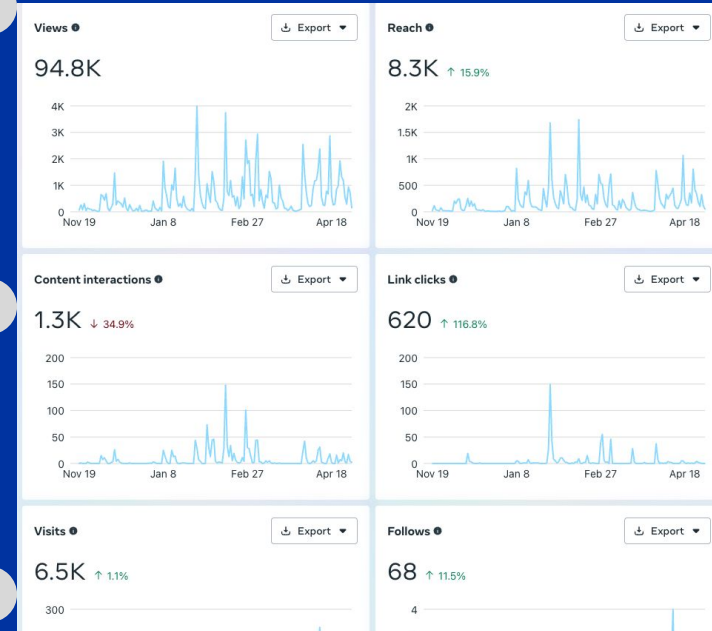 Views
Export
94.8K
4K
3K
2K
1K
0
Nov 19 Jan 8 Feb 27 Apr 18
Reach
Export
8.3K ↑ 15.9%
2K
1.5K
1K
500
0
Nov 19 Jan 8 Feb 27 Apr 18
Content interactions
Export
1.3K ↓ 34.9%
200
150
100
50
0
Nov 19 Jan 8 Feb 27 Apr 18
Link clicks
Export
620 ↑ 116.8%
200
150
100
50
0
Nov 19 Jan 8 Feb 27 Apr 18
Visits
Export
6.5K ↑ 1.1%
300
Follows
Export
68 ↑ 11.5%
4